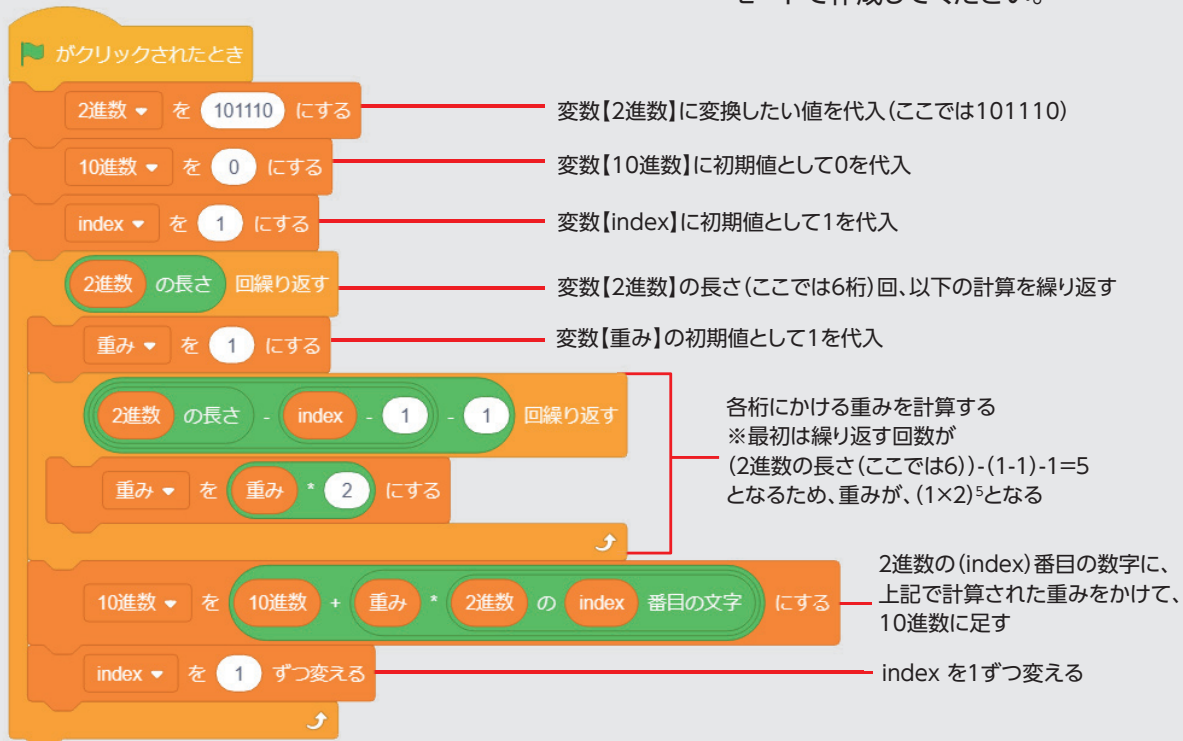 モードで作成してください。
がクリックされたとき
2進数 を 101110 にする
変数【2進数】に変換したい値を代入(ここでは101110)
10進数 を 0 にする
変数【10進数】に初期値として0を代入
index を 1 にする
変数【index】に初期値として1を代入
2進数 の長さ 回繰り返す
変数【2進数】の長さ(ここでは6桁)回、以下の計算を繰り返す
重み を 1 にする
変数【重み】の初期値として1を代入
2進数 の長さ - index - 1 - 1 回繰り返す
重み を 重み * 2 にする
各桁にかける重みを計算する
※最初は繰り返す回数が
(2進数の長さ(ここでは6))-(1-1)-1=5
となるため、重みが、(1×2)⁵となる
10進数 を 10進数 + 重み * 2進数 の index 番目の文字 にする
2進数の(index)番目の数字に、
上記で計算された重みをかけて、
10進数に足す
index を 1 ずつ変える
index を1ずつ変える